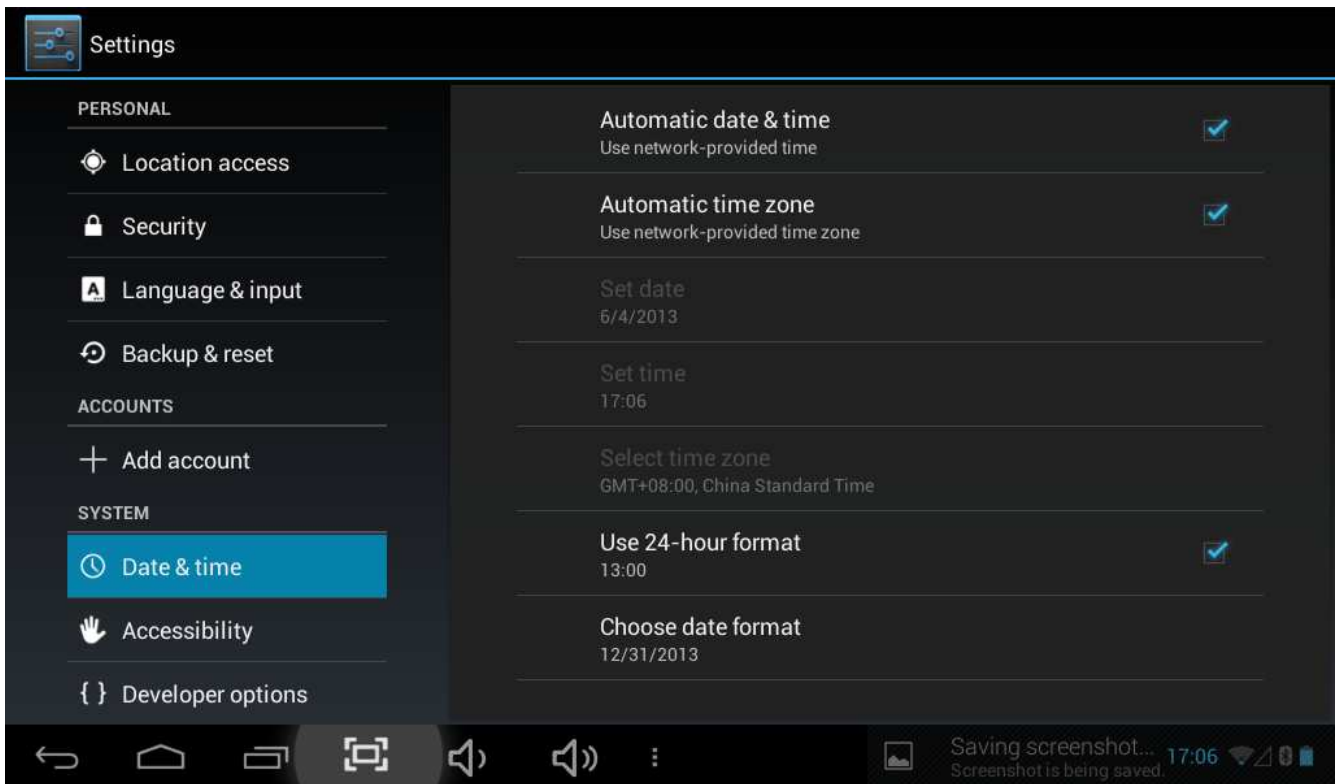 Settings
PERSONAL
Location access
Security
Language & input
Backup & reset
ACCOUNTS
Add account
SYSTEM
Date & time
Accessibility
{ } Developer options
Automatic date & time
Use network-provided time
Automatic time zone
Use network-provided time zone
Set date
6/4/2013
Set time
17:06
Select time zone
GMT+08:00, China Standard Time
Use 24-hour format
13:00
Choose date format
12/31/2013
Saving screenshot...
Screenshot is being saved.
17:06